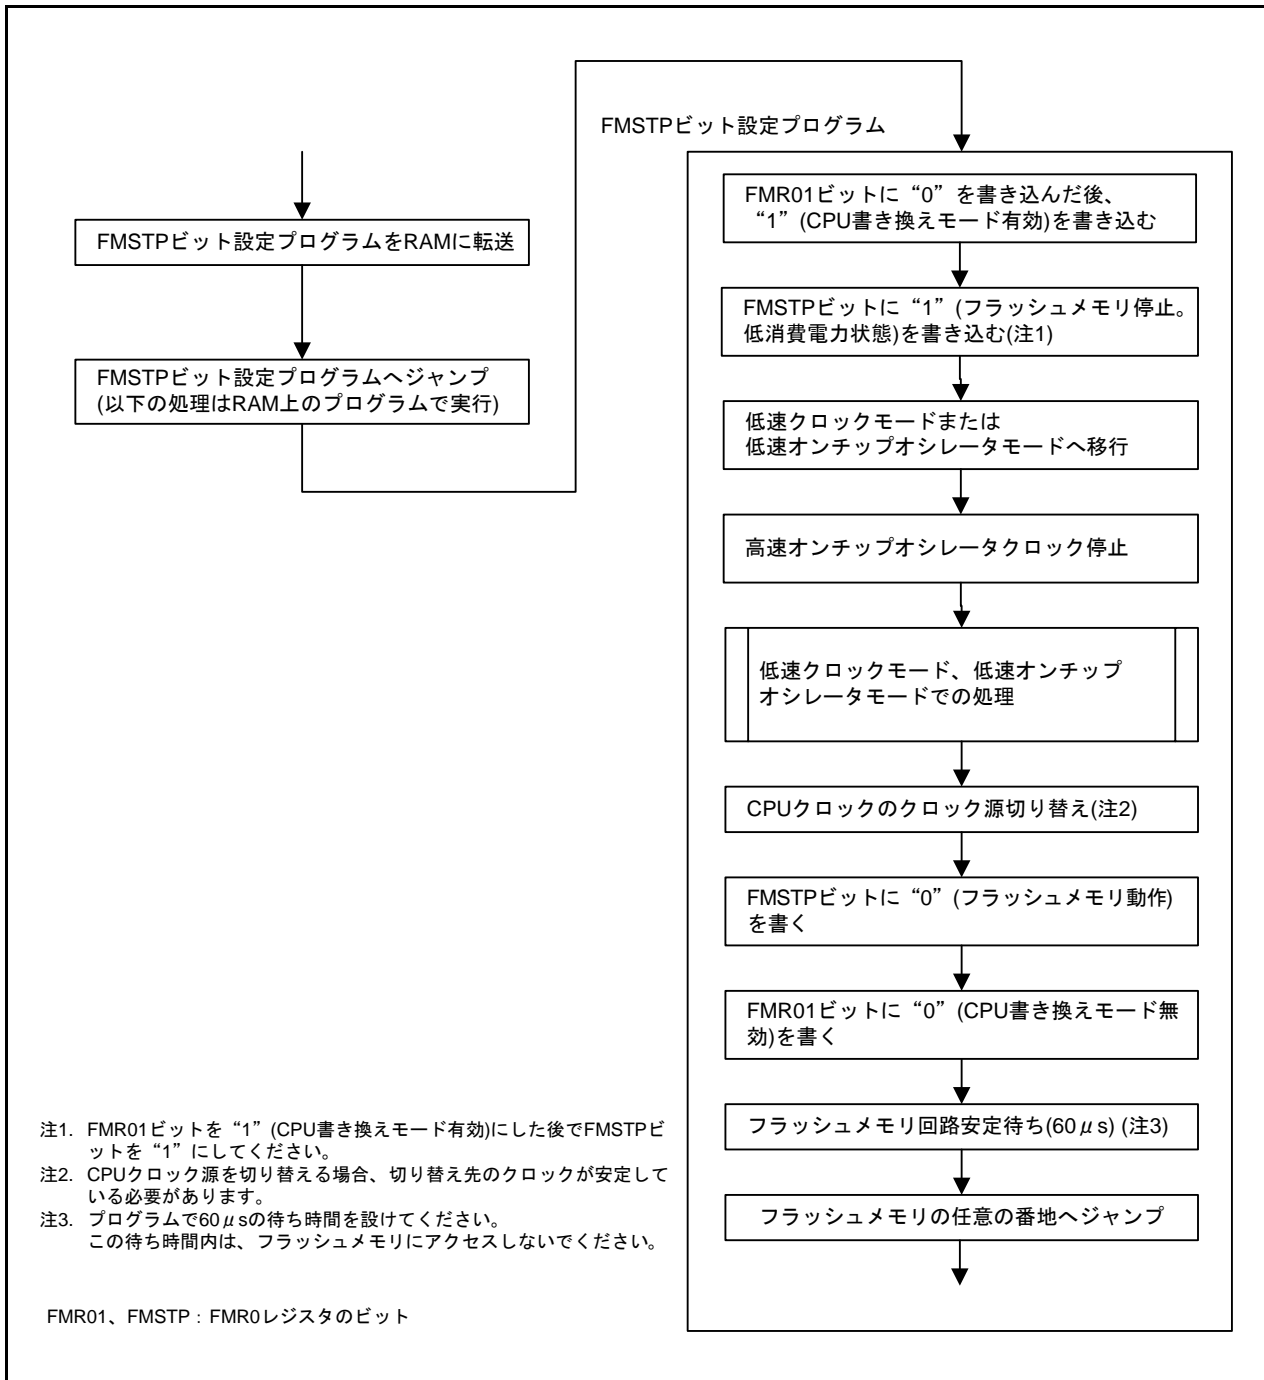 FMSTPビット設定プログラムをRAMに転送
FMSTPビット設定プログラムへジャンプ
(以下の処理はRAM上のプログラムで実行)
FMSTPビット設定プログラム
FMR01ビットに“0”を書き込んだ後、
“1”(CPU書き換えモード有効)を書き込む
FMSTPビットに“1”(フラッシュメモリ停止。
低消費電力状態)を書き込む(注1)
低速クロックモードまたは
低速オンチップオシレータモードへ移行
高速オンチップオシレータクロック停止
低速クロックモード、低速オンチップ
オシレータモードでの処理
CPUクロックのクロック源切り替え(注2)
FMSTPビットに“0”(フラッシュメモリ動作)
を書く
FMR01ビットに“0”(CPU書き換えモード無
効)を書く
フラッシュメモリ回路安定待ち(60μs) (注3)
フラッシュメモリの任意の番地へジャンプ
注1. FMR01ビットを“1”(CPU書き換えモード有効)にした後でFMSTPビ
ットを“1”にしてください。
注2. CPUクロック源を切り替える場合、切り替え先のクロックが安定して
いる必要があります。
注3. プログラムで60μsの待ち時間を設けてください。
この待ち時間内は、フラッシュメモリにアクセスしないでください。
FMR01、FMSTP：FMR0レジスタのビット